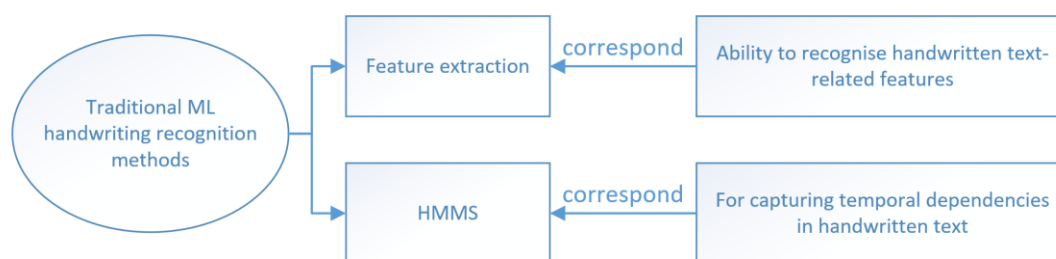 Traditional ML
handwriting recognition
methods
Feature extraction
correspond
Ability to recognise handwritten text-
related features
HMMS
correspond
For capturing temporal dependencies
in handwritten text